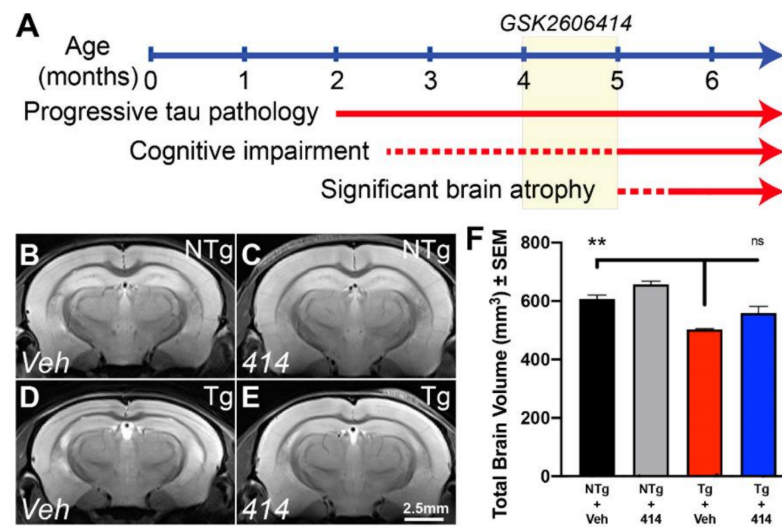 A
GSK2606414
Age
(months)
0 1 2 3 4 5 6
Progressive tau pathology
Cognitive impairment
Significant brain atrophy
B NTg
Veh
C NTg
414
D Tg
Veh
E Tg
414
2.5mm
F
Total Brain Volume (mm³) ± SEM
800
600
400
200
0
** ns
NTg + Veh
NTg + 414
Tg + Veh
Tg + 414